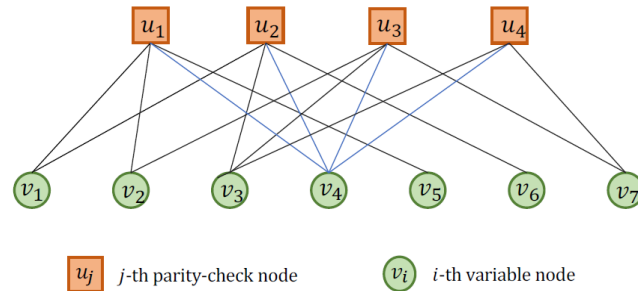 u₁ u₂ u₃ u₄
v₁ v₂ v₃ v₄ v₅ v₆ v₇
uⱼ j-th parity-check node vᵢ i-th variable node